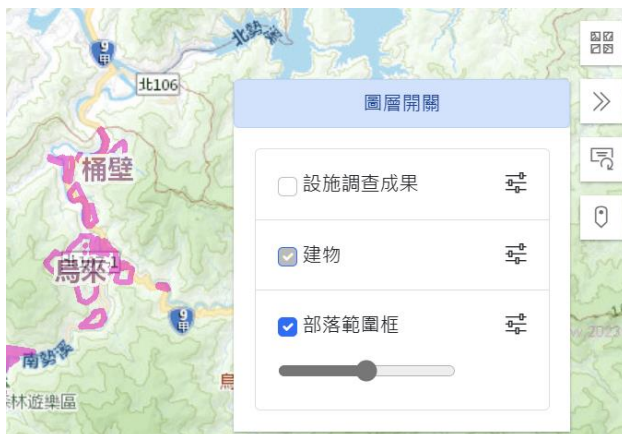 北勢溪
9
甲
北106
桶壁
烏來
9
甲
南勢溪
林遊樂區
烏
圖層開關
設施調查成果
建物
部落範圍框
2021